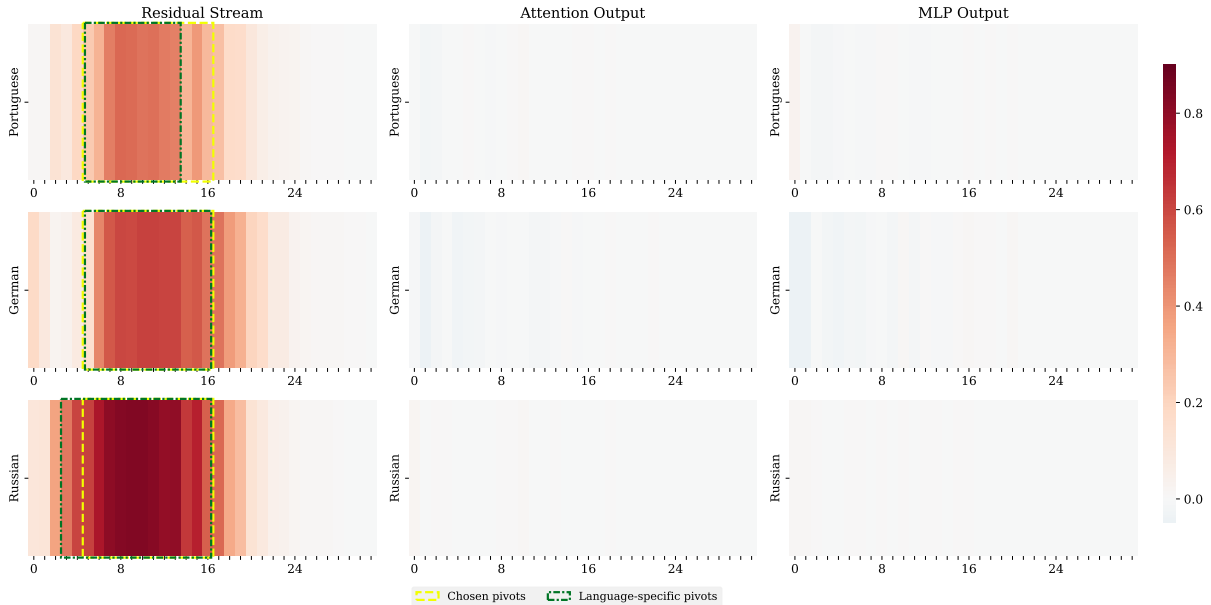 Residual Stream Attention Output MLP Output
Portuguese Portuguese Portuguese
0 8 16 24 0 8 16 24 0 8 16 24
German German German
0 8 16 24 0 8 16 24 0 8 16 24
Russian Russian Russian
0 8 16 24 0 8 16 24 0 8 16 24
0.8
0.6
0.4
0.2
0.0
Chosen pivots Language-specific pivots